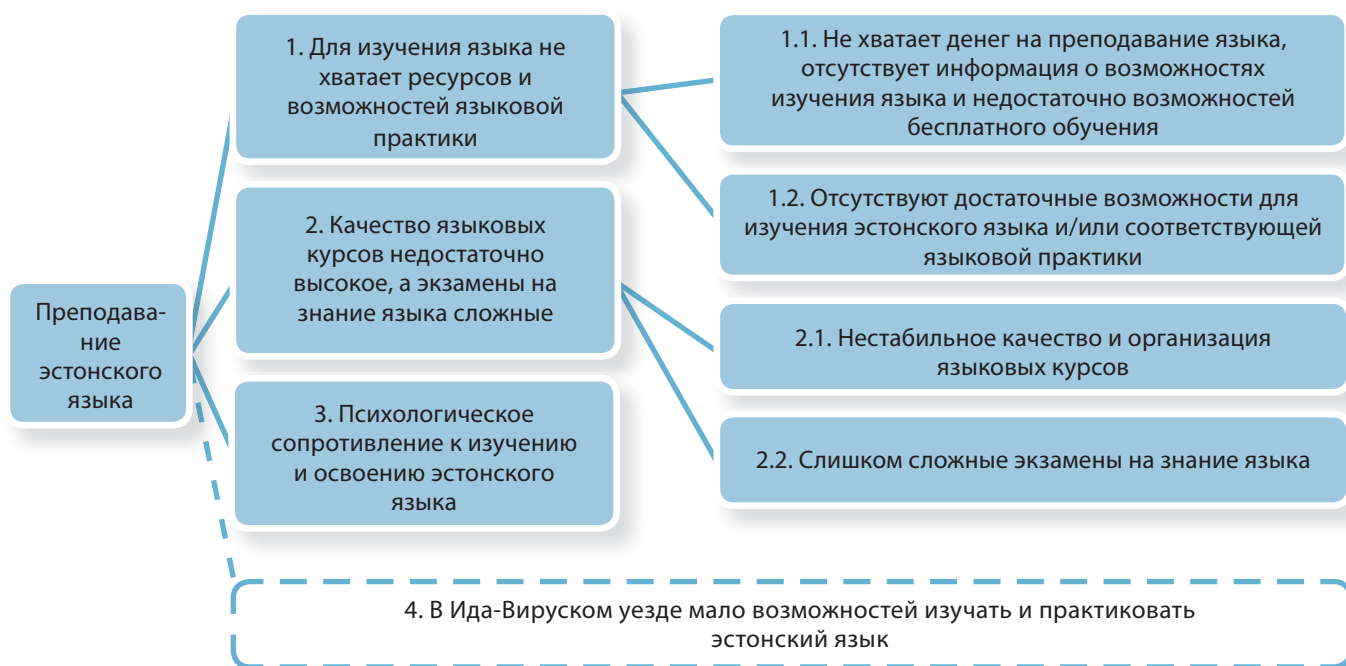 Преподава-
ние
эстонского
языка
1. Для изучения языка не
хватает ресурсов и
возможностей языковой
практики
2. Качество языковых
курсов недостаточно
высокое, а экзамены на
знание языка сложные
3. Психологическое
сопротивление к изучению
и освоению эстонского
языка
1.1. Не хватает денег на преподавание языка,
отсутствует информация о возможностях
изучения языка и недостаточно возможностей
бесплатного обучения
1.2. Отсутствуют достаточные возможности для
изучения эстонского языка и/или соответствующей
языковой практики
2.1. Нестабильное качество и организация
языковых курсов
2.2. Слишком сложные экзамены на знание языка
4. В Ида-Вируском уезде мало возможностей изучать и практиковать
эстонский язык